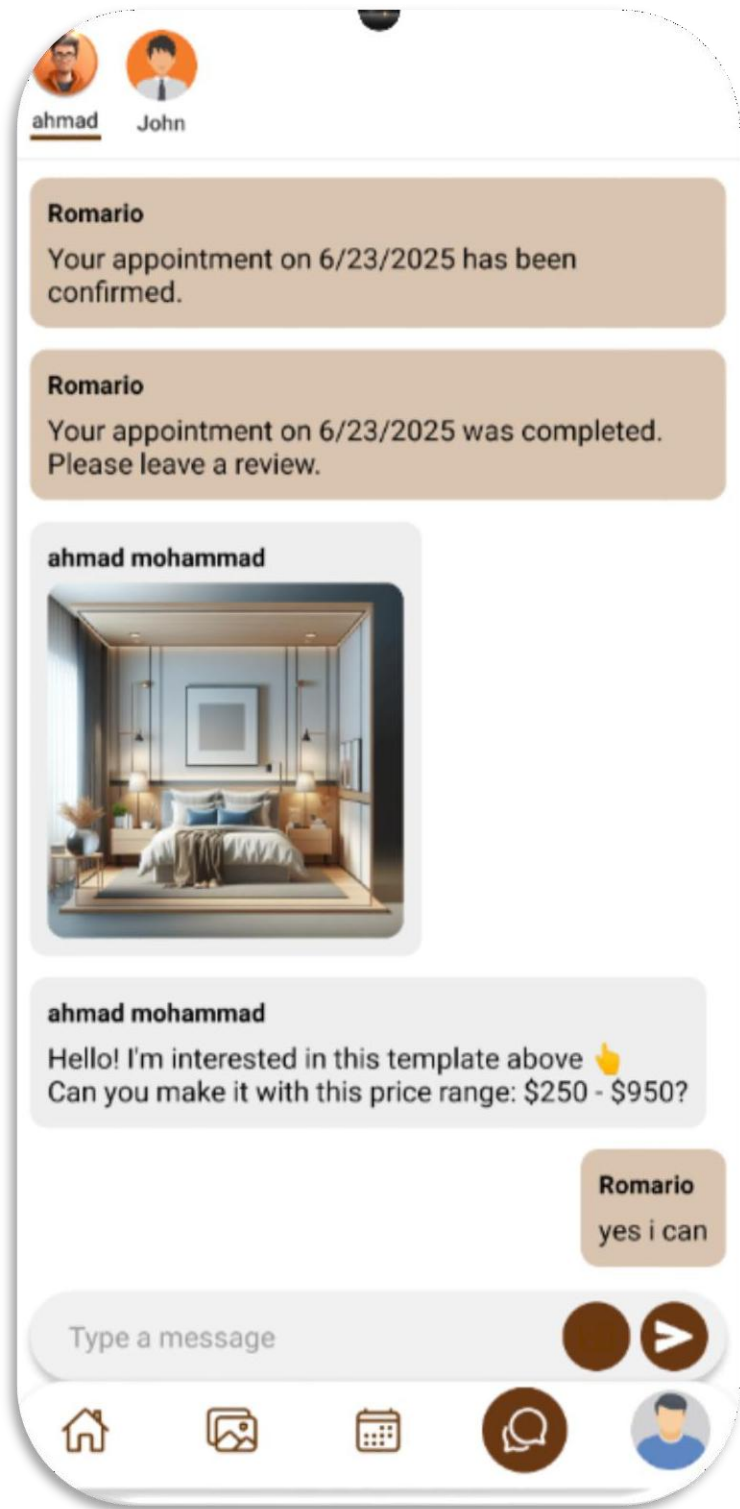 ahmad
John
Romario
Your appointment on 6/23/2025 has been
confirmed.
Romario
Your appointment on 6/23/2025 was completed.
Please leave a review.
ahmad mohammad
ahmad mohammad
Hello! I'm interested in this template above 👆
Can you make it with this price range: $250 - $950?
Romario
yes i can
Type a message